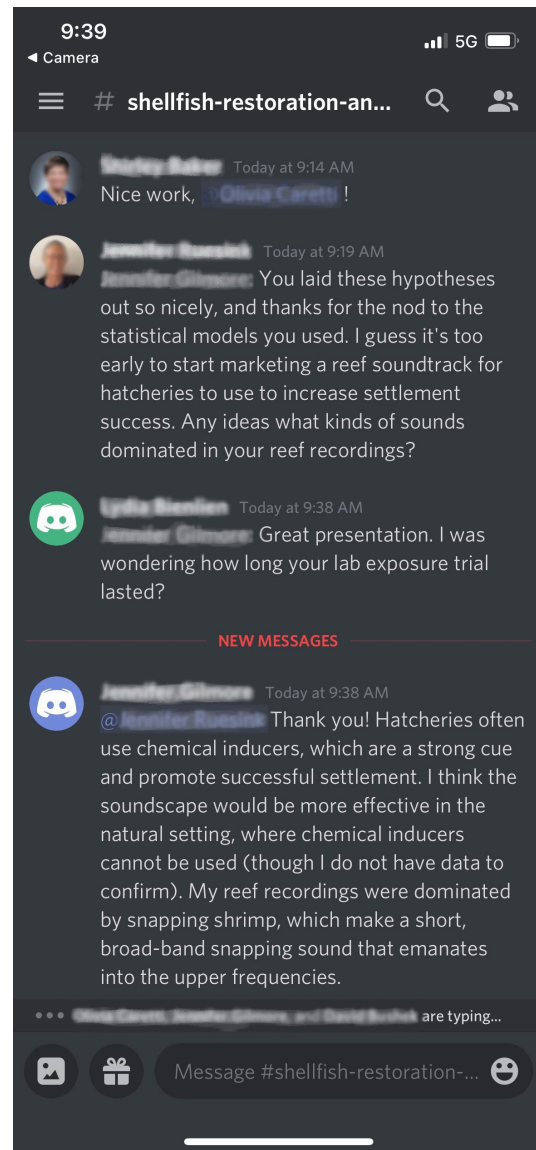 9:39
5G
◀ Camera
# shellfish-restoration-an...
Today at 9:14 AM
Nice work, !
Today at 9:19 AM
You laid these hypotheses
out so nicely, and thanks for the nod to the
statistical models you used. I guess it's too
early to start marketing a reef soundtrack for
hatcheries to use to increase settlement
success. Any ideas what kinds of sounds
dominated in your reef recordings?
Today at 9:38 AM
Great presentation. I was
wondering how long your lab exposure trial
lasted?
NEW MESSAGES
Today at 9:38 AM
@ Thank you! Hatcheries often
use chemical inducers, which are a strong cue
and promote successful settlement. I think the
soundscape would be more effective in the
natural setting, where chemical inducers
cannot be used (though I do not have data to
confirm). My reef recordings were dominated
by snapping shrimp, which make a short,
broad-band snapping sound that emanates
into the upper frequencies.
are typing...
Message #shellfish-restoration-...